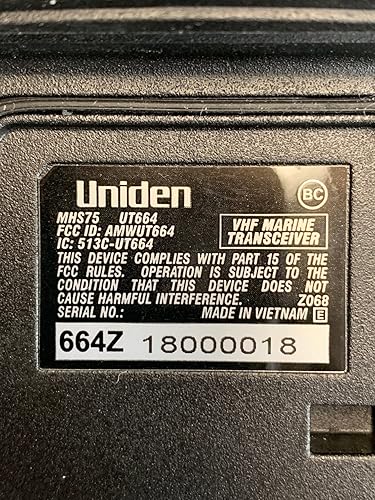 Uniden
BC
MHS75 UT664
FCC ID: AMWUT664
IC: 513C-UT664
VHF MARINE
TRANSCEIVER
THIS DEVICE COMPLIES WITH PART 15 OF THE
FCC RULES. OPERATION IS SUBJECT TO THE
CONDITION THAT THIS DEVICE DOES NOT
CAUSE HARMFUL INTERFERENCE. Z068
SERIAL NO.: MADE IN VIETNAM E
664Z 18000018